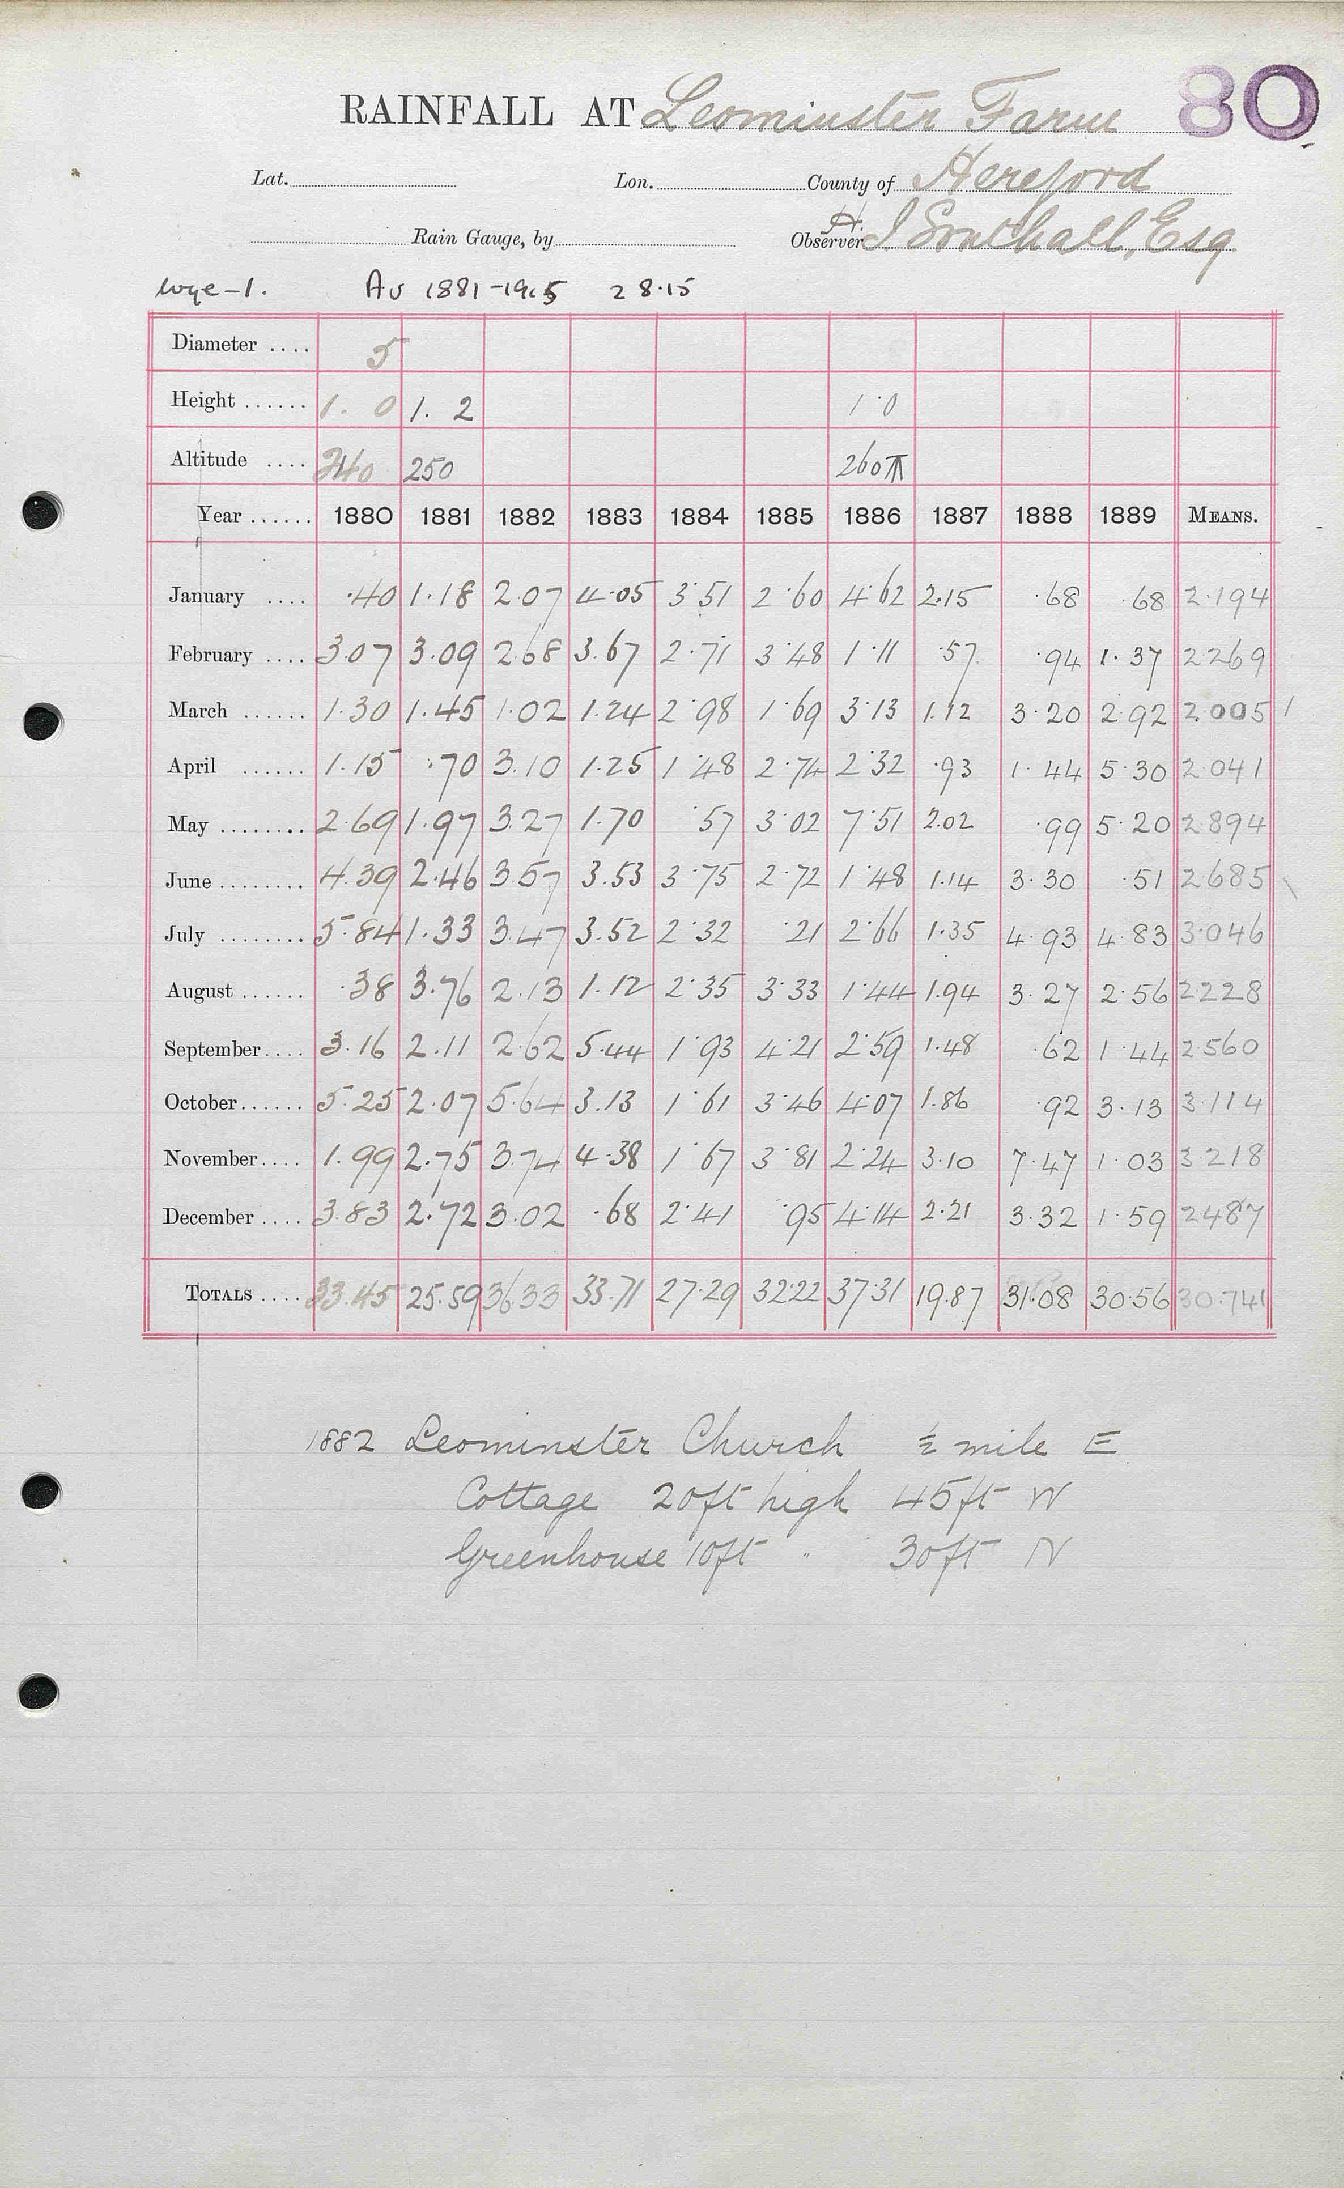 80
RAINFALL AT Leominster Farm
Lat. Lon. County of Hereford
Rain Gauge, by Observer H. J Southall, Esq
Wye-1. Av 1881-1915 28.15
Diameter .... 5
Height ...... 1. 0 1. 2 1.0
Altitude .... 240 250 260
Year ...... 1880 1881 1882 1883 1884 1885 1886 1887 1888 1889 MEANS.
January .... .40 1.18 2.07 4.05 3.51 2.60 4.62 2.15 .68 .68 2.194
February .... 3.07 3.09 2.68 3.67 2.71 3.48 1.11 .57 .94 1.37 2.269
March ...... 1.30 1.45 1.02 1.24 2.98 1.69 3.13 1.12 3.20 2.92 2.005
April ...... 1.15 .70 3.10 1.25 1.48 2.74 2.32 .93 1.44 5.30 2.041
May ........ 2.69 1.97 3.27 1.70 .57 3.02 7.51 2.02 .99 5.20 2.894
June ........ 4.39 2.46 3.57 3.53 3.75 2.72 1.48 1.14 3.30 .51 2.685
July ........ 5.84 1.33 3.47 3.52 2.32 .21 2.66 1.35 4.93 4.83 3.046
August ...... .38 3.76 2.13 1.12 2.35 3.33 1.44 1.94 3.27 2.56 2.228
September .... 3.16 2.11 2.62 5.44 1.93 4.21 2.59 1.48 .62 1.44 2.560
October ...... 5.25 2.07 5.64 3.13 1.61 3.46 4.07 1.86 .92 3.13 3.114
November .... 1.99 2.75 3.74 4.38 1.67 3.81 2.24 3.10 7.47 1.03 3.218
December .... 3.83 2.72 3.02 .68 2.41 .95 4.14 2.21 3.32 1.59 2.487
TOTALS .... 33.45 25.59 36.33 33.71 27.29 32.22 37.31 19.87 31.08 30.56 30.741
1882 Leominster Church ½ mile E
Cottage 20ft high 45ft W
Greenhouse 10ft " 30ft N